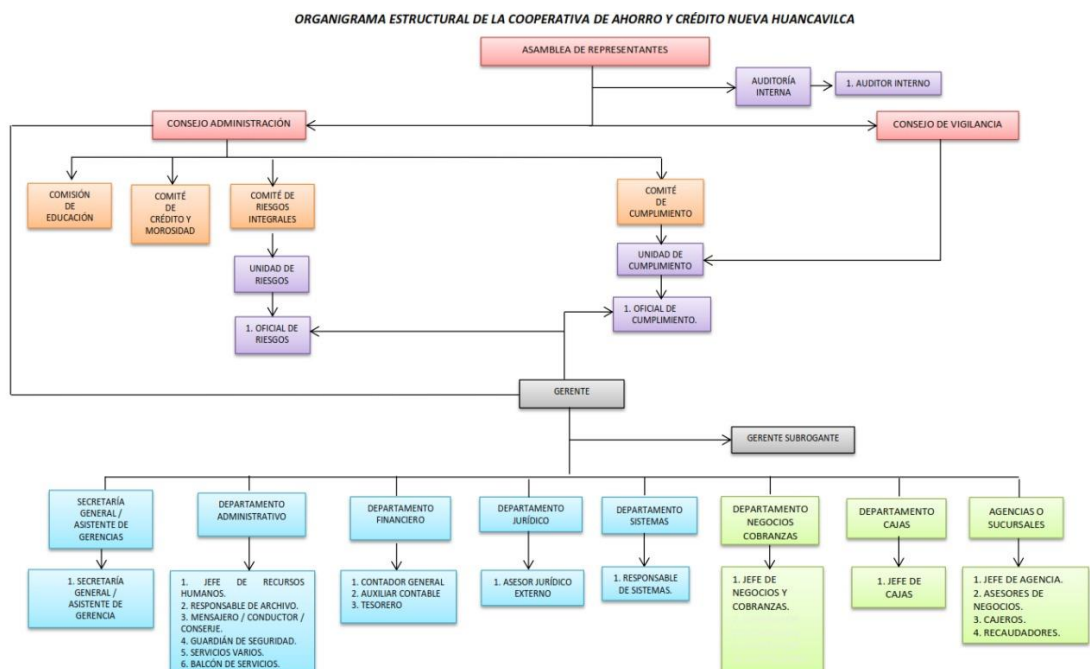 ORGANIGRAMA ESTRUCTURAL DE LA COOPERATIVA DE AHORRO Y CRÉDITO NUEVA HUANCAVILCA
ASAMBLEA DE REPRESENTANTES
AUDITORÍA
INTERNA
1. AUDITOR INTERNO
CONSEJO ADMINISTRACIÓN
CONSEJO DE VIGILANCIA
COMISIÓN
DE
EDUCACIÓN
COMITÉ
DE
CRÉDITO Y
MOROSIDAD
COMITÉ DE
RIESGOS
INTEGRALES
COMITÉ
DE
CUMPLIMIENTO
UNIDAD DE
RIESGOS
UNIDAD DE
CUMPLIMIENTO
1. OFICIAL DE
RIESGOS
1. OFICIAL DE
CUMPLIMIENTO.
GERENTE
GERENTE SUBROGANTE
SECRETARÍA
GENERAL /
ASISTENTE DE
GERENCIAS
DEPARTAMENTO
ADMINISTRATIVO
DEPARTAMENTO
FINANCIERO
DEPARTAMENTO
JURÍDICO
DEPARTAMENTO
SISTEMAS
DEPARTAMENTO
NEGOCIOS
COBRANZAS
DEPARTAMENTO
CAJAS
AGENCIAS O
SUCURSALES
1. SECRETARÍA
GENERAL /
ASISTENTE DE
GERENCIA
1. JEFE DE RECURSOS
HUMANOS.
2. RESPONSABLE DE ARCHIVO.
3. MENSAJERO / CONDUCTOR /
CONSERJE.
4. GUARDIÁN DE SEGURIDAD.
5. SERVICIOS VARIOS.
6. BALCÓN DE SERVICIOS.
1. CONTADOR GENERAL
2. AUXILIAR CONTABLE
3. TESORERO
1. ASESOR JURÍDICO
EXTERNO
1. RESPONSABLE
DE SISTEMAS.
1. JEFE DE
NEGOCIOS Y
COBRANZAS.
1. JEFE DE
CAJAS
1. JEFE DE AGENCIA.
2. ASESORES DE
NEGOCIOS.
3. CAJEROS.
4. RECAUDADORES.